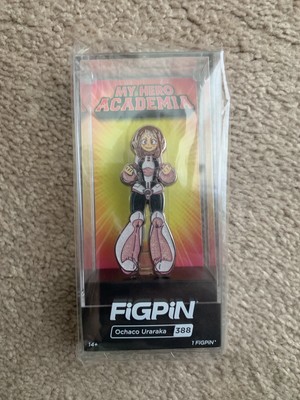 MY HERO
ACADEMIA
FiGPiN
Ochaco Uraraka 388
14+
1 FIGPIN